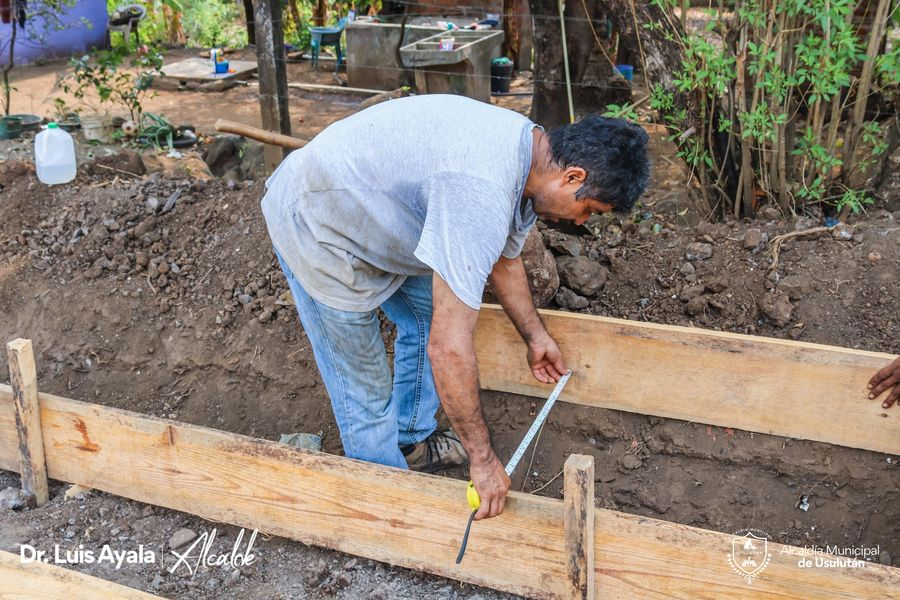 Dr. Luis Ayala | Alcalde
Alcaldía Municipal
de Usulután